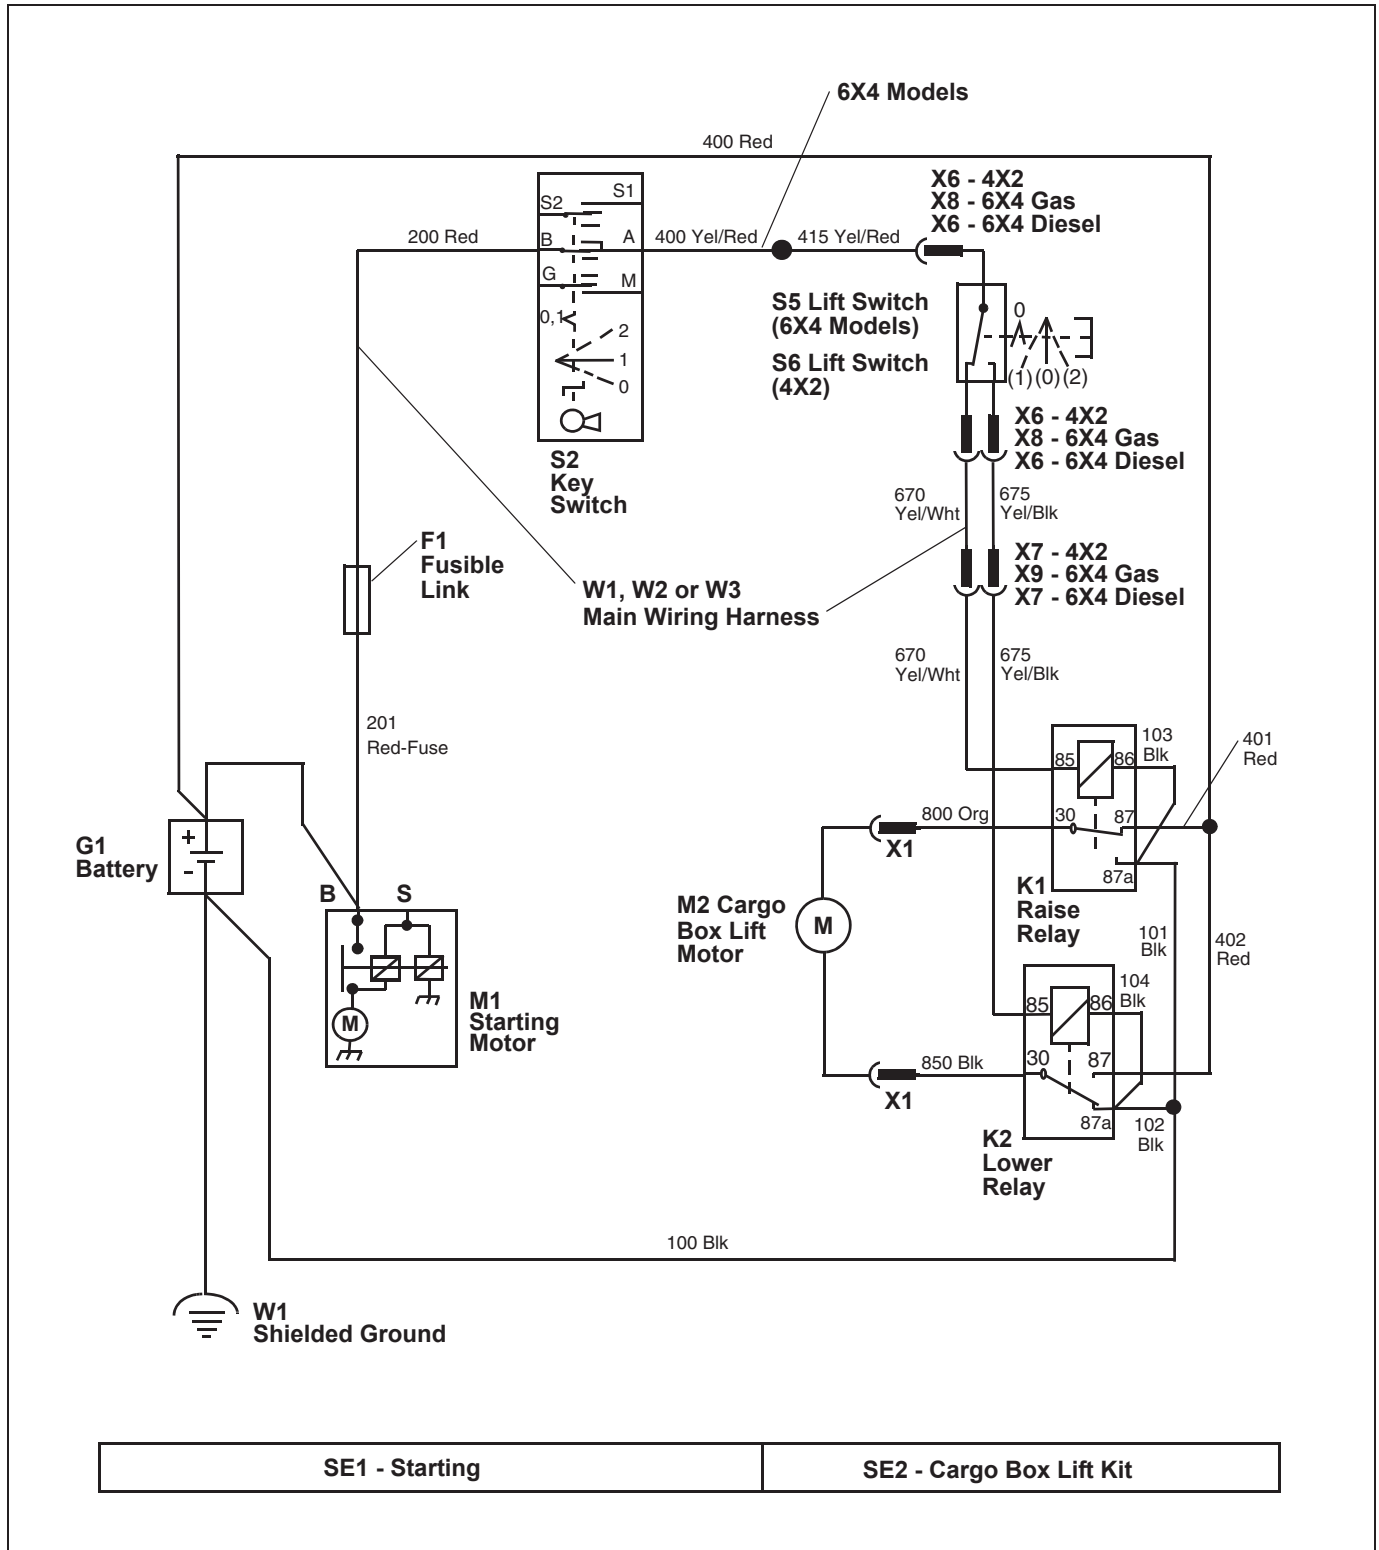 6X4 Models
400 Red
X6 - 4X2
X8 - 6X4 Gas
X6 - 6X4 Diesel
S1
S2
200 Red
B
A
400 Yel/Red
415 Yel/Red
G
M
0,1
2
1
0
S2
Key
Switch
S5 Lift Switch
(6X4 Models)
S6 Lift Switch
(4X2)
0
(1)
(0)
(2)
X6 - 4X2
X8 - 6X4 Gas
X6 - 6X4 Diesel
670
Yel/Wht
675
Yel/Blk
F1
Fusible
Link
W1, W2 or W3
Main Wiring Harness
X7 - 4X2
X9 - 6X4 Gas
X7 - 6X4 Diesel
670
Yel/Wht
675
Yel/Blk
201
Red-Fuse
103
Blk
401
Red
85
86
800 Org
30
87
X1
87a
K1
Raise
Relay
G1
Battery
+
-
B
S
M
M1
Starting
Motor
M2 Cargo
Box Lift
Motor
M
101
Blk
402
Red
104
Blk
85
86
30
87
850 Blk
X1
87a
102
Blk
K2
Lower
Relay
100 Blk
W1
Shielded Ground
SE1 - Starting
SE2 - Cargo Box Lift Kit